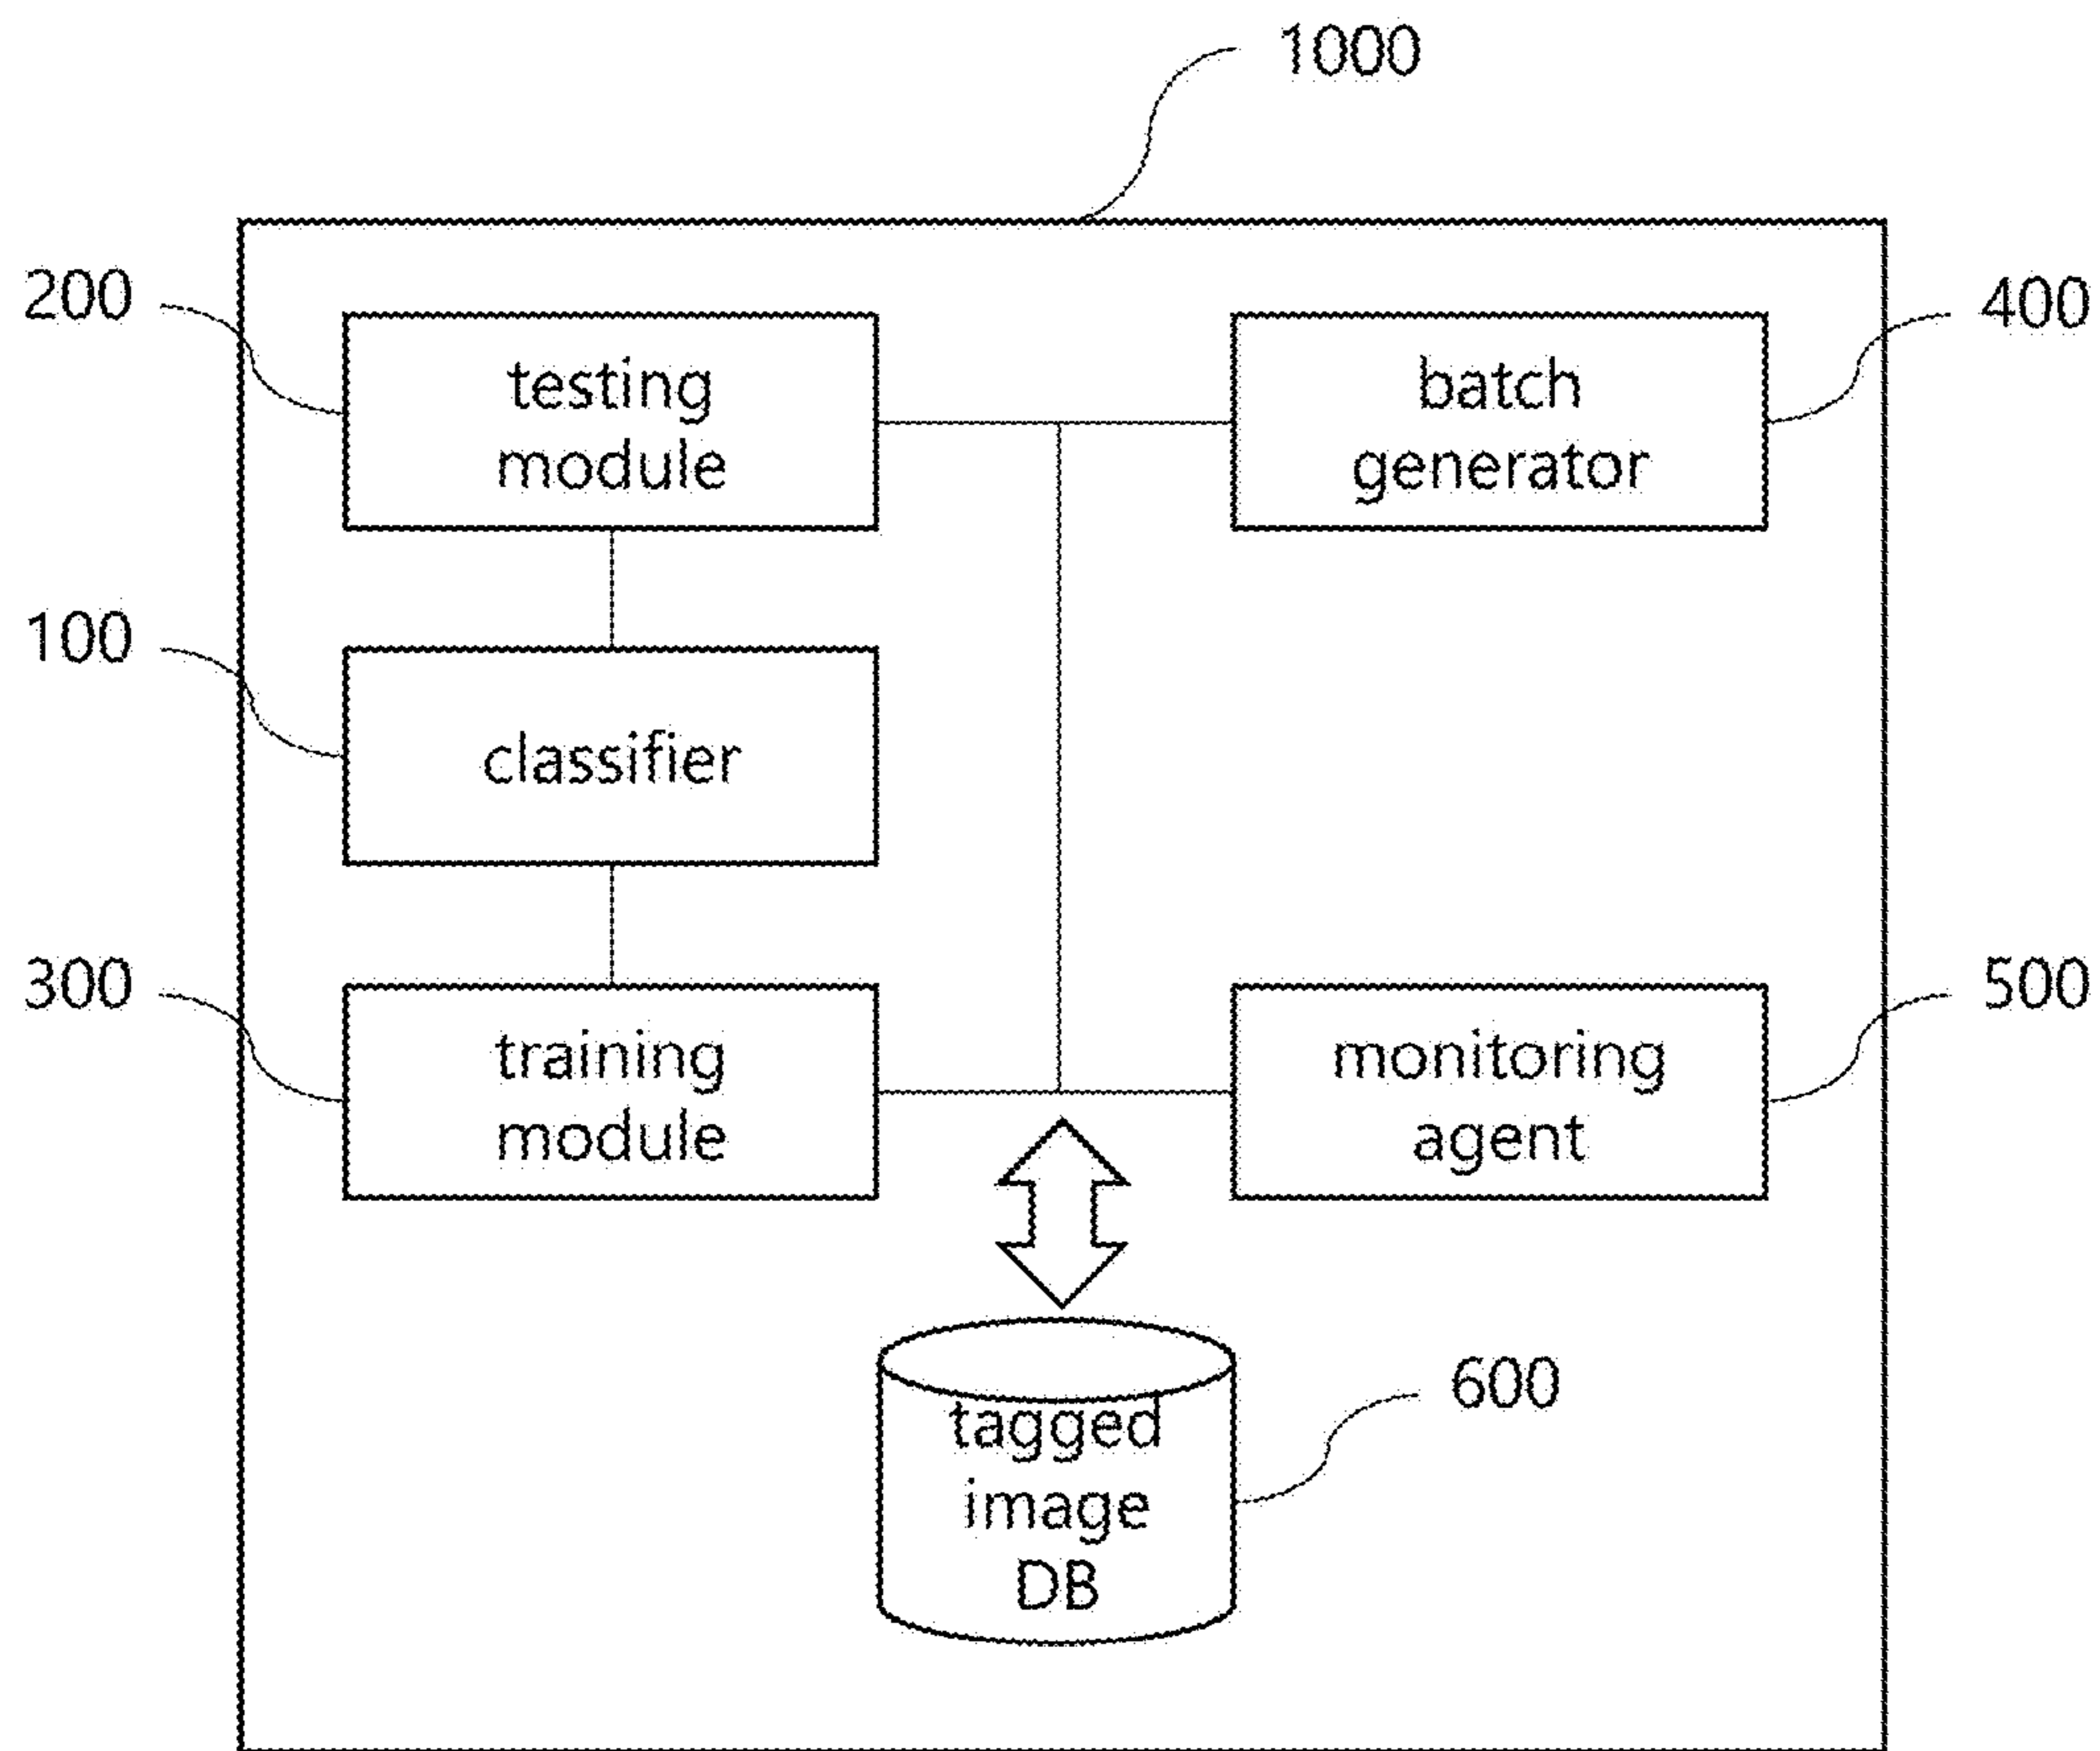 1000
200
testing
module
batch
generator
400
100
classifier
300
training
module
monitoring
agent
500
tagged
image
DB
600